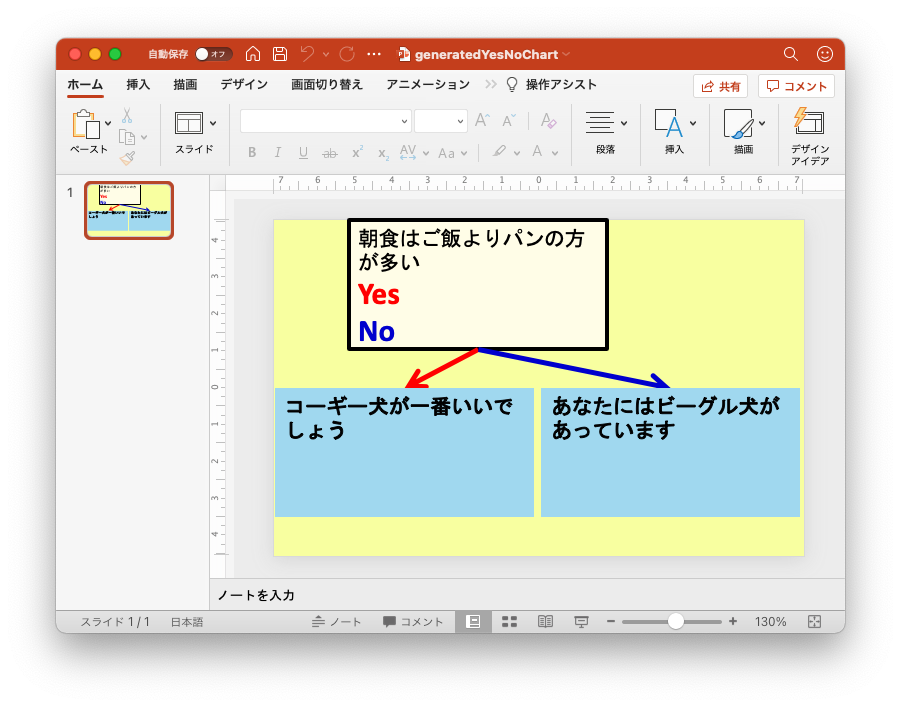 自動保存 オフ generatedYesNoChart
ホーム 挿入 描画 デザイン 画面切り替え アニメーション 操作アシスト 共有 コメント
ペースト スライド B I U ab x² x₂ AV Aa A 段落 挿入 描画 デザイン
アイデア
1
7 6 5 4 3 2 1 0 1 2 3 4 5 6 7
4 3 2 1 0 1 2 3 4
朝食はご飯よりパンの方
が多い
Yes
No
コーギー犬が一番いいで
しょう
あなたにはビーグル犬が
あっています
ノートを入力
スライド 1 / 1 日本語 ノート コメント 130%